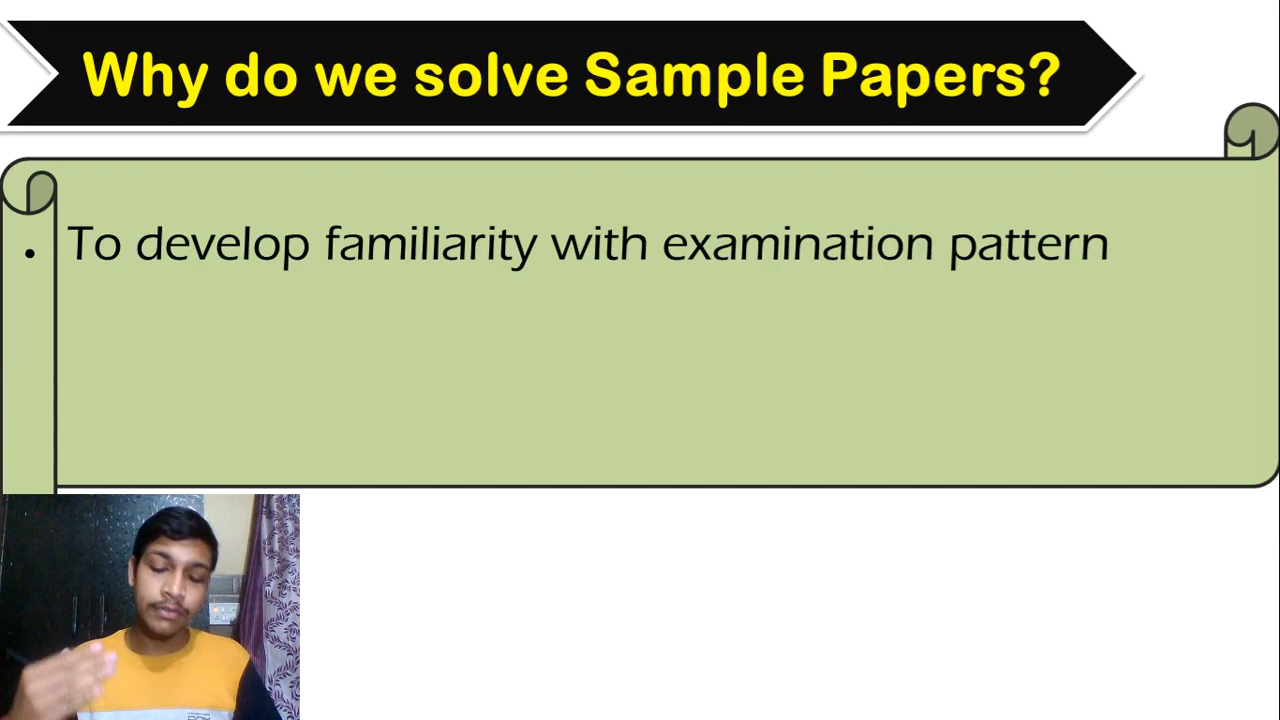 Why do we solve Sample Papers?
• To develop familiarity with examination pattern